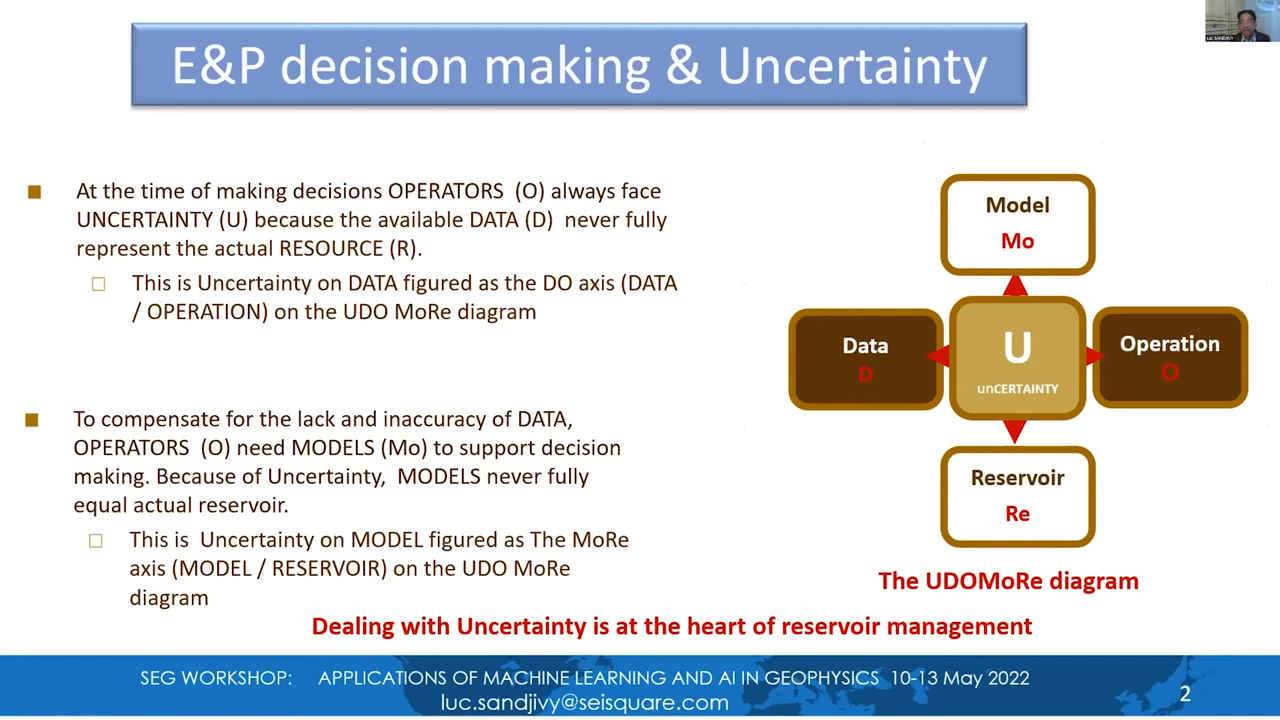 E&P decision making & Uncertainty
Luc SANDJIVY
At the time of making decisions OPERATORS (O) always face
UNCERTAINTY (U) because the available DATA (D) never fully
represent the actual RESOURCE (R).
This is Uncertainty on DATA figured as the DO axis (DATA
/ OPERATION) on the UDO MoRe diagram
To compensate for the lack and inaccuracy of DATA,
OPERATORS (O) need MODELS (Mo) to support decision
making. Because of Uncertainty, MODELS never fully
equal actual reservoir.
This is Uncertainty on MODEL figured as The MoRe
axis (MODEL / RESERVOIR) on the UDO MoRe
diagram
Model
Mo
Data
D
U
unCERTAINTY
Operation
O
Reservoir
Re
The UDOMoRe diagram
Dealing with Uncertainty is at the heart of reservoir management
SEG WORKSHOP: APPLICATIONS OF MACHINE LEARNING AND AI IN GEOPHYSICS 10-13 May 2022
luc.sandjivy@seisquare.com
2